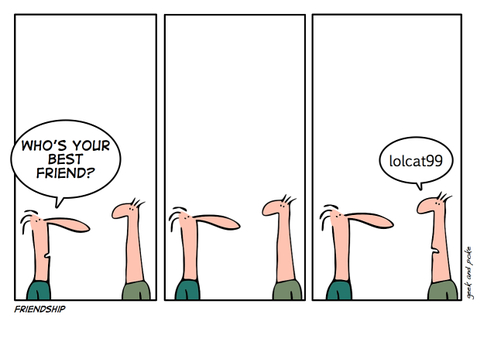 WHO'S YOUR
BEST
FRIEND?
lolcat99
geek and poke
FRIENDSHIP